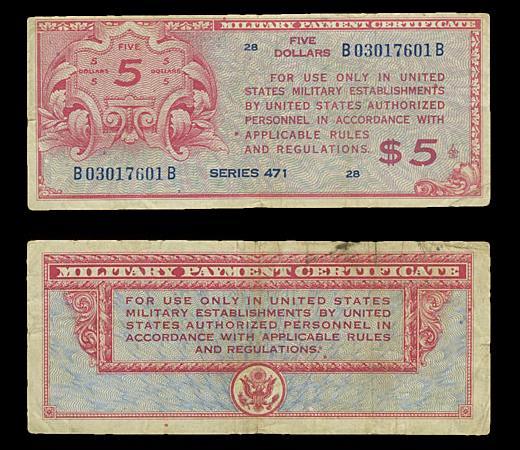 MILITARY PAYMENT CERTIFICATE
FIVE
5 5 5
DOLLARS DOLLARS
5 5
28 FIVE DOLLARS B03017601B
FOR USE ONLY IN UNITED
STATES MILITARY ESTABLISHMENTS
BY UNITED STATES AUTHORIZED
PERSONNEL IN ACCORDANCE WITH
APPLICABLE RULES
AND REGULATIONS. $5
B03017601B SERIES 471 28
MILITARY PAYMENT CERTIFICATE
FOR USE ONLY IN UNITED STATES
MILITARY ESTABLISHMENTS BY UNITED
STATES AUTHORIZED PERSONNEL IN
ACCORDANCE WITH APPLICABLE RULES
AND REGULATIONS.